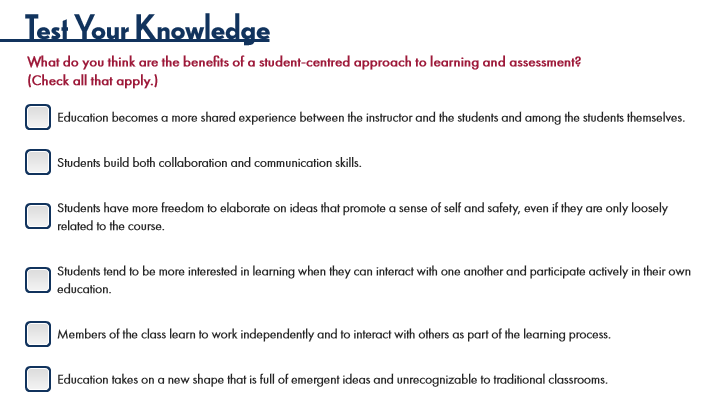 Test Your Knowledge
What do you think are the benefits of a student-centred approach to learning and assessment?
(Check all that apply.)
Education becomes a more shared experience between the instructor and the students and among the students themselves.
Students build both collaboration and communication skills.
Students have more freedom to elaborate on ideas that promote a sense of self and safety, even if they are only loosely
related to the course.
Students tend to be more interested in learning when they can interact with one another and participate actively in their own
education.
Members of the class learn to work independently and to interact with others as part of the learning process.
Education takes on a new shape that is full of emergent ideas and unrecognizable to traditional classrooms.